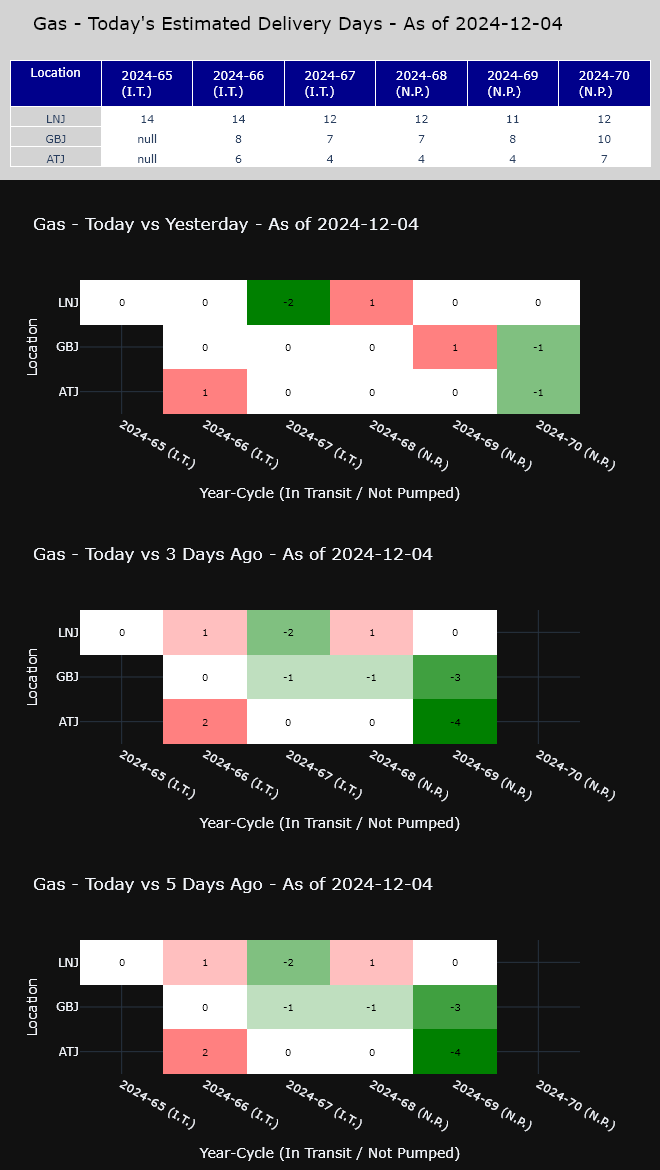 Gas - Today's Estimated Delivery Days - As of 2024-12-04
Location 2024-65 (I.T.) 2024-66 (I.T.) 2024-67 (I.T.) 2024-68 (N.P.) 2024-69 (N.P.) 2024-70 (N.P.)
LNJ 14 14 12 12 11 12
GBJ null 8 7 7 8 10
ATJ null 6 4 4 4 7
Gas - Today vs Yesterday - As of 2024-12-04
Location
LNJ 0 0 -2 1 0 0
GBJ 0 0 0 1 -1
ATJ 1 0 0 0 -1
2024-65 (I.T.) 2024-66 (I.T.) 2024-67 (I.T.) 2024-68 (N.P.) 2024-69 (N.P.) 2024-70 (N.P.)
Year-Cycle (In Transit / Not Pumped)
Gas - Today vs 3 Days Ago - As of 2024-12-04
Location
LNJ 0 1 -2 1 0
GBJ 0 -1 -1 -3
ATJ 2 0 0 -4
2024-65 (I.T.) 2024-66 (I.T.) 2024-67 (I.T.) 2024-68 (N.P.) 2024-69 (N.P.) 2024-70 (N.P.)
Year-Cycle (In Transit / Not Pumped)
Gas - Today vs 5 Days Ago - As of 2024-12-04
Location
LNJ 0 1 -2 1 0
GBJ 0 -1 -1 -3
ATJ 2 0 0 -4
2024-65 (I.T.) 2024-66 (I.T.) 2024-67 (I.T.) 2024-68 (N.P.) 2024-69 (N.P.) 2024-70 (N.P.)
Year-Cycle (In Transit / Not Pumped)